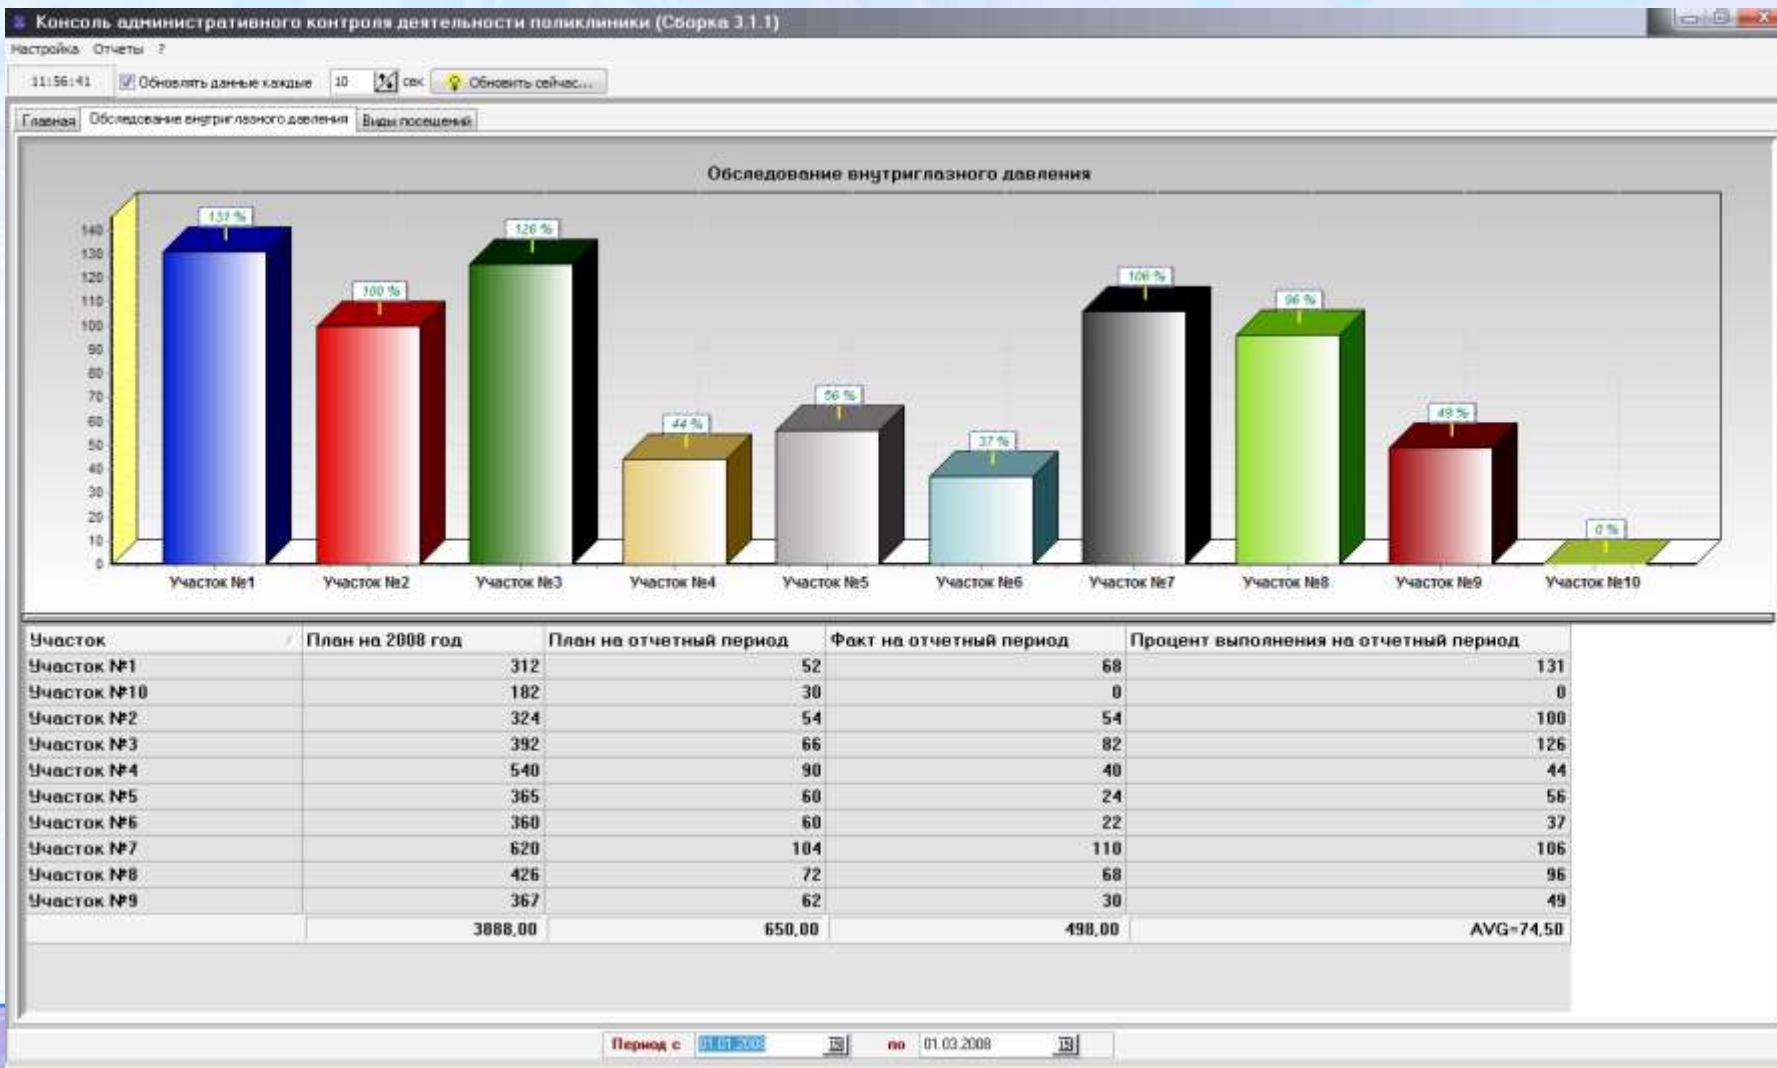 Консоль административного контроля деятельности поликлиники (Сборка 3.1.1)
Настройка Отчеты ?
11:56:41 Обновлять данные каждые 10 сек Обновить сейчас...
Главная Обследование внутриглазного давления Виды посещений
Обследование внутриглазного давления
131 %
100 %
126 %
44 %
56 %
37 %
106 %
96 %
49 %
0 %
140
130
120
110
100
90
80
70
60
50
40
30
20
10
0
Участок №1 Участок №2 Участок №3 Участок №4 Участок №5 Участок №6 Участок №7 Участок №8 Участок №9 Участок №10
Участок План на 2008 год План на отчетный период Факт на отчетный период Процент выполнения на отчетный период
Участок №1 312 52 68 131
Участок №10 182 30 0 0
Участок №2 324 54 54 100
Участок №3 392 66 82 126
Участок №4 540 90 40 44
Участок №5 365 60 24 56
Участок №6 360 60 22 37
Участок №7 620 104 110 106
Участок №8 426 72 68 96
Участок №9 367 62 30 49
3888,00 650,00 498,00 AVG=74,50
Период с 01.01.2008 по 01.03.2008